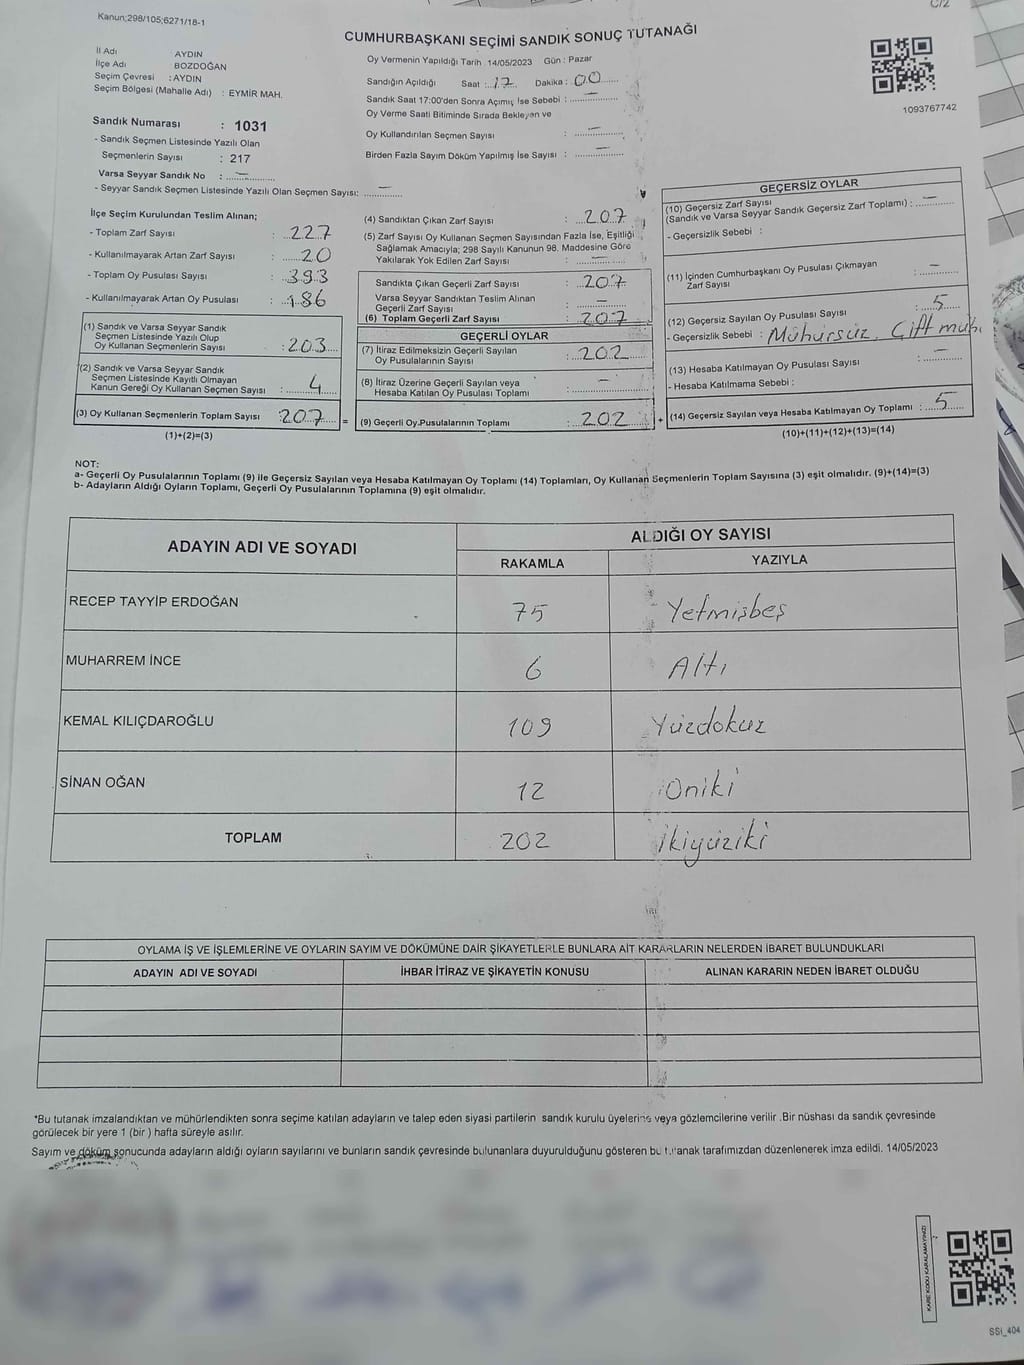 Kanun;298/105;6271/18-1
C/2
CUMHURBAŞKANI SEÇİMİ SANDIK SONUÇ TUTANAĞI
İl Adı : AYDIN
İlçe Adı : BOZDOĞAN
Seçim Çevresi : AYDIN
Seçim Bölgesi (Mahalle Adı) : EYMİR MAH.
Sandık Numarası : 1031
- Sandık Seçmen Listesinde Yazılı Olan
Seçmenlerin Sayısı : 217
Varsa Seyyar Sandık No : –
- Seyyar Sandık Seçmen Listesinde Yazılı Olan Seçmen Sayısı: –
Oy Vermenin Yapıldığı Tarih :14/05/2023 Gün : Pazar
Sandığın Açıldığı Saat : 17 Dakika : 00
Sandık Saat 17:00'den Sonra Açımış İse Sebebi : –
Oy Verme Saati Bitiminde Sırada Bekleyen ve
Oy Kullandırılan Seçmen Sayısı : –
Birden Fazla Sayım Döküm Yapılmış İse Sayısı : –
1093767742
İlçe Seçim Kurulundan Teslim Alınan;
- Toplam Zarf Sayısı : 227
- Kullanılmayarak Artan Zarf Sayısı : 20
- Toplam Oy Pusulası Sayısı : 393
- Kullanılmayarak Artan Oy Pusulası : 186
(1) Sandık ve Varsa Seyyar Sandık
Seçmen Listesinde Yazılı Olup
Oy Kullanan Seçmenlerin Sayısı : 203
(2) Sandık ve Varsa Seyyar Sandık
Seçmen Listesinde Kayıtlı Olmayan
Kanun Gereği Oy Kullanan Seçmen Sayısı : 4
(3) Oy Kullanan Seçmenlerin Toplam Sayısı : 207 =
(1)+(2)=(3)
(4) Sandıktan Çıkan Zarf Sayısı : 207
(5) Zarf Sayısı Oy Kullanan Seçmen Sayısından Fazla İse, Eşitliği
Sağlamak Amacıyla; 298 Sayılı Kanunun 98. Maddesine Göre
Yakılarak Yok Edilen Zarf Sayısı : –
Sandıkta Çıkan Geçerli Zarf Sayısı : 207
Varsa Seyyar Sandıktan Teslim Alınan
Geçerli Zarf Sayısı : –
(6) Toplam Geçerli Zarf Sayısı : 207
GEÇERLİ OYLAR
(7) İtiraz Edilmeksizin Geçerli Sayılan
Oy Pusulalarının Sayısı : 202
(8) İtiraz Üzerine Geçerli Sayılan veya
Hesaba Katılan Oy Pusulası Toplamı : –
(9) Geçerli Oy.Pusulalarının Toplamı : 202 +
GEÇERSİZ OYLAR
(10) Geçersiz Zarf Sayısı
(Sandık ve Varsa Seyyar Sandık Geçersiz Zarf Toplamı) : –
- Geçersizlik Sebebi :
(11) İçinden Cumhurbaşkanı Oy Pusulası Çıkmayan
Zarf Sayısı : –
(12) Geçersiz Sayılan Oy Pusulası Sayısı : 5
- Geçersizlik Sebebi : Mühürsüz, Çift müh.
(13) Hesaba Katılmayan Oy Pusulası Sayısı : –
- Hesaba Katılmama Sebebi :
(14) Geçersiz Sayılan veya Hesaba Katılmayan Oy Toplamı : 5
(10)+(11)+(12)+(13)=(14)
NOT:
a- Geçerli Oy Pusulalarının Toplamı (9) ile Geçersiz Sayılan veya Hesaba Katılmayan Oy Toplamı (14) Toplamları, Oy Kullanan Seçmenlerin Toplam Sayısına (3) eşit olmalıdır. (9)+(14)=(3)
b- Adayların Aldığı Oyların Toplamı, Geçerli Oy Pusulalarının Toplamına (9) eşit olmalıdır.
ADAYIN ADI VE SOYADI
ALDIĞI OY SAYISI
RAKAMLA YAZIYLA
RECEP TAYYİP ERDOĞAN 75 Yetmişbeş
MUHARREM İNCE 6 Altı
KEMAL KILIÇDAROĞLU 109 Yüzdokuz
SİNAN OĞAN 12 Oniki
TOPLAM 202 İkiyüziki
OYLAMA İŞ VE İŞLEMLERİNE VE OYLARIN SAYIM VE DÖKÜMÜNE DAİR ŞİKAYETLERLE BUNLARA AİT KARARLARIN NELERDEN İBARET BULUNDUKLARI
ADAYIN ADI VE SOYADI İHBAR İTİRAZ VE ŞİKAYETİN KONUSU ALINAN KARARIN NEDEN İBARET OLDUĞU
*Bu tutanak imzalandıktan ve mühürlendikten sonra seçime katılan adayların ve talep eden siyasi partilerin sandık kurulu üyelerine veya gözlemcilerine verilir .Bir nüshası da sandık çevresinde
görülecek bir yere 1 (bir ) hafta süreyle asılır.
Sayım ve döküm sonucunda adayların aldığı oyların sayılarını ve bunların sandık çevresinde bulunanlara duyurulduğunu gösteren bu tutanak tarafımızdan düzenlenerek imza edildi. 14/05/2023
KARE KODU KARALAMAYINIZ!
SSt_404